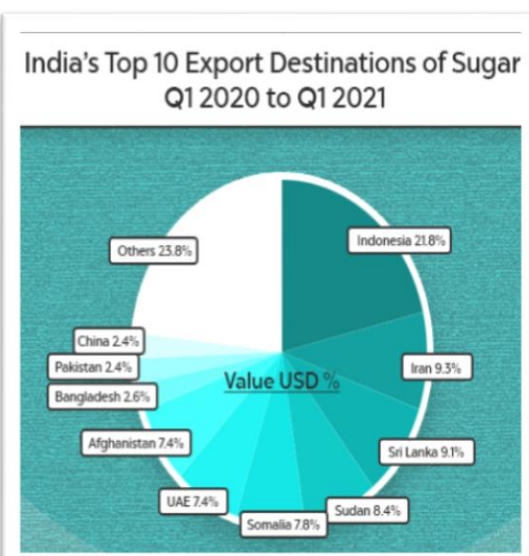 India's Top 10 Export Destinations of Sugar
Q1 2020 to Q1 2021
Indonesia 21.8%
Others 23.8%
China 2.4%
Pakistan 2.4%
Iran 9.3%
Value USD %
Bangladesh 2.6%
Afghanistan 7.4%
Sri Lanka 9.1%
UAE 7.4%
Sudan 8.4%
Somalia 7.8%